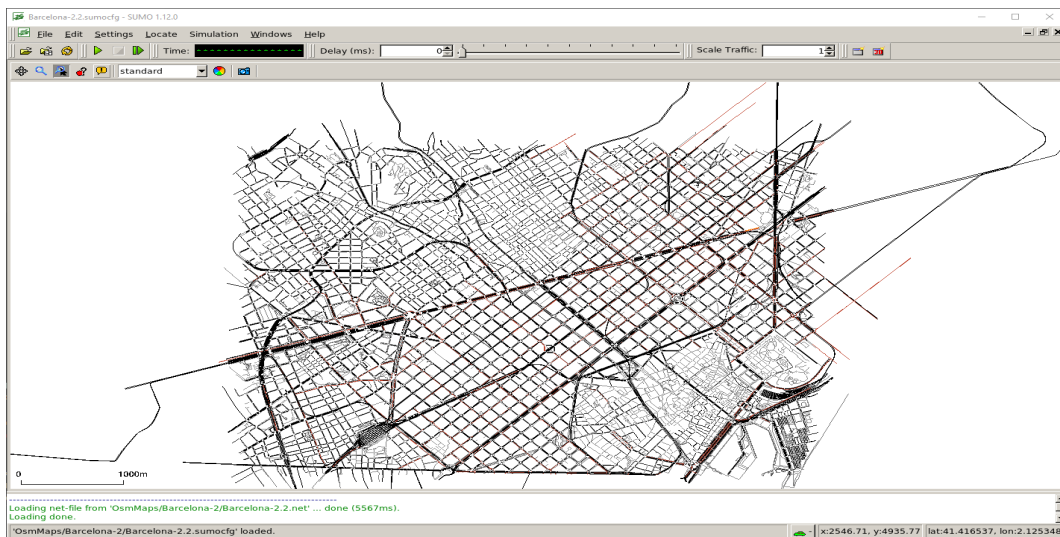 Barcelona-2.2.sumocfg - SUMO 1.12.0
File Edit Settings Locate Simulation Windows Help
Time: Delay (ms): 0 Scale Traffic: 1
standard
0 1000m
Loading net-file from 'OsmMaps/Barcelona-2/Barcelona-2.2.net' ... done (5567ms).
Loading done.
'OsmMaps/Barcelona-2/Barcelona-2.2.sumocfg' loaded. x:2546.71, y:4935.77 lat:41.416537, lon:2.125348